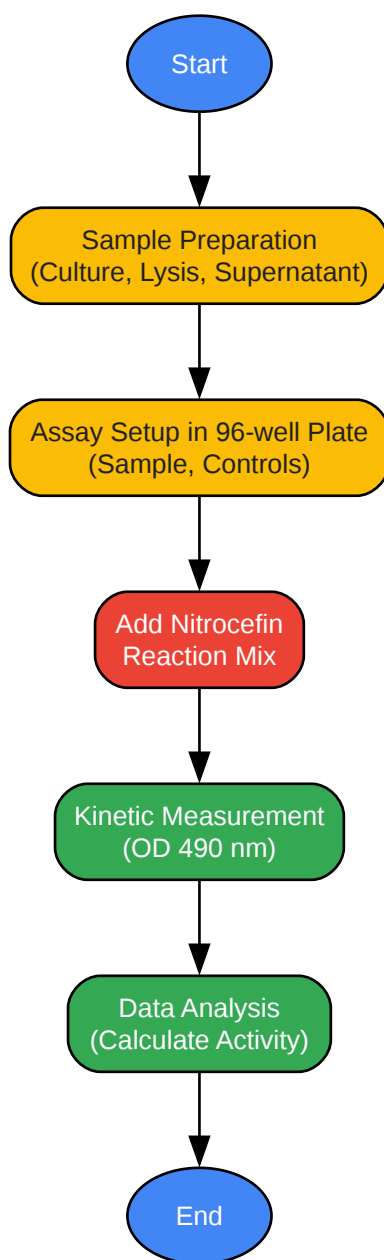 Start
Sample Preparation
(Culture, Lysis, Supernatant)
Assay Setup in 96-well Plate
(Sample, Controls)
Add Nitrocefin
Reaction Mix
Kinetic Measurement
(OD 490 nm)
Data Analysis
(Calculate Activity)
End